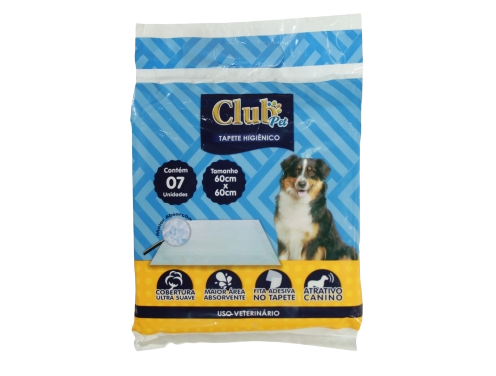 Club
Pet
TAPETE HIGIÊNICO
Contém
07
Unidades
Tamanho
60cm
x
60cm
COBERTURA
ULTRA SUAVE
MAIOR ÁREA
ABSORVENTE
FITA ADESIVA
NO TAPETE
ATRATIVO
CANINO
USO VETERINÁRIO